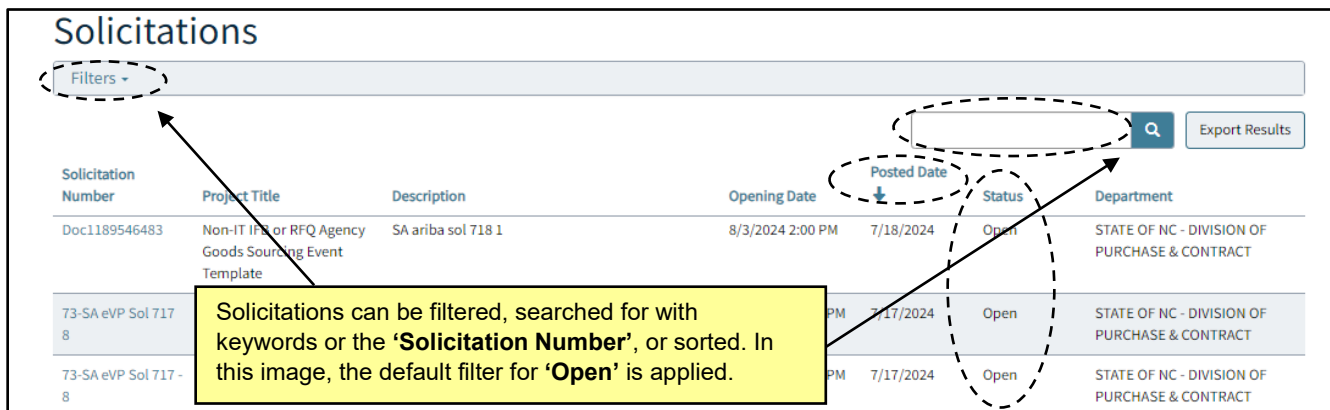 Solicitations
Filters
Export Results
Solicitation Number Project Title Description Opening Date Posted Date Status Department
Doc1189546483 Non-IT IFB or RFQ Agency SA ariba sol 718 1 8/3/2024 2:00 PM 7/18/2024 Open STATE OF NC - DIVISION OF
Goods Sourcing Event PURCHASE & CONTRACT
Template
73-SA eVP Sol 717 PM 7/17/2024 Open STATE OF NC - DIVISION OF
8 PURCHASE & CONTRACT
73-SA eVP Sol 717 - PM 7/17/2024 Open STATE OF NC - DIVISION OF
8 PURCHASE & CONTRACT
Solicitations can be filtered, searched for with
keywords or the ‘Solicitation Number’, or sorted. In
this image, the default filter for ‘Open’ is applied.